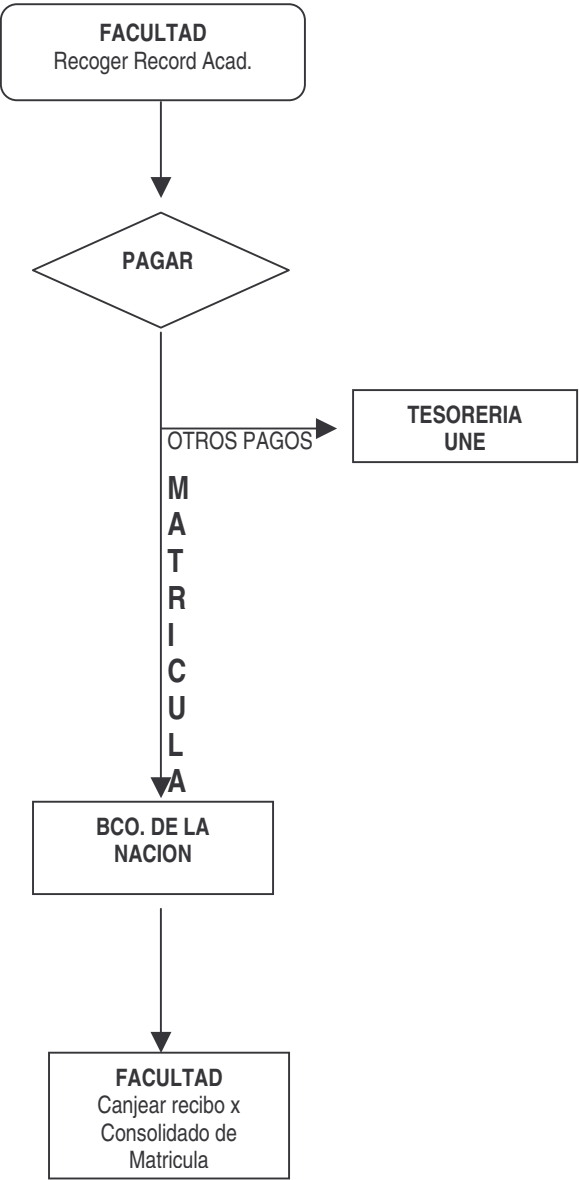 FACULTAD
Recoger Record Acad.
PAGAR
TESORERIA
UNE
OTROS PAGOS
M
A
T
R
I
C
U
L
A
BCO. DE LA
NACION
FACULTAD
Canjear recibo x
Consolidado de
Matricula